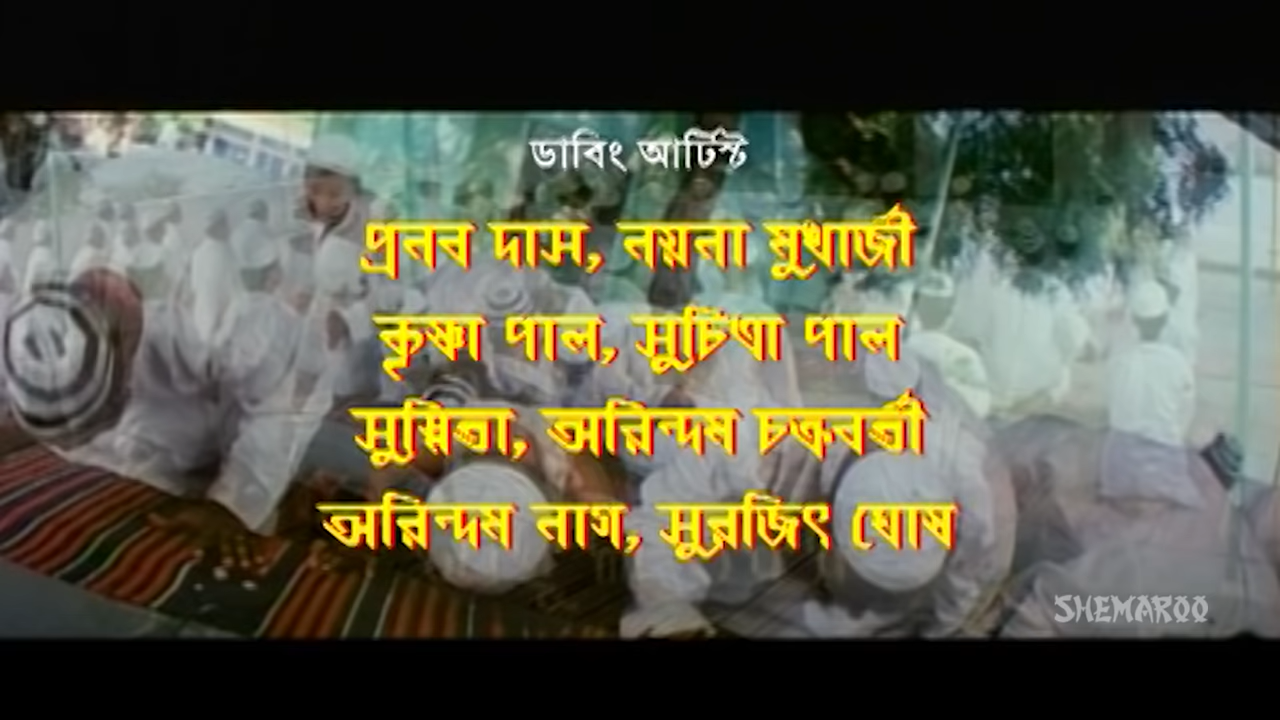 ডাবিং আর্টিস্ট
প্রনব দাস, নয়না মুখার্জী
কৃষ্ণা পাল, সুচিত্রা পাল
সুস্মিতা, অরিন্দম চক্রবর্তী
অরিন্দম নাগ, সুরজিৎ ঘোষ
SHEMAROO